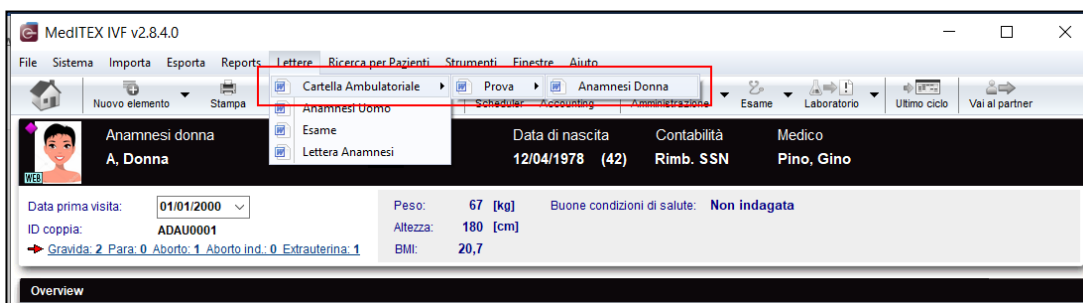 MedITEX IVF v2.8.4.0
File Sistema Importa Esporta Reports Lettere Ricerca per Pazienti Strumenti Finestre Aiuto
Cartella Ambulatoriale Prova Anamnesi Donna
Nuovo elemento Stampa Anamnesi Uomo Scheduler Accounting Amministrazione Esame Laboratorio Ultimo ciclo Vai al partner
Esame
Lettera Anamnesi
Anamnesi donna Data di nascita Contabilità Medico
A, Donna 12/04/1978 (42) Rimb. SSN Pino, Gino
WEB
Data prima visita: 01/01/2000 Peso: 67 [kg] Buone condizioni di salute: Non indagata
ID coppia: ADAU0001 Altezza: 180 [cm]
Gravida: 2 Para: 0 Aborto: 1 Aborto ind.: 0 Extrauterina: 1 BMI: 20,7
Overview